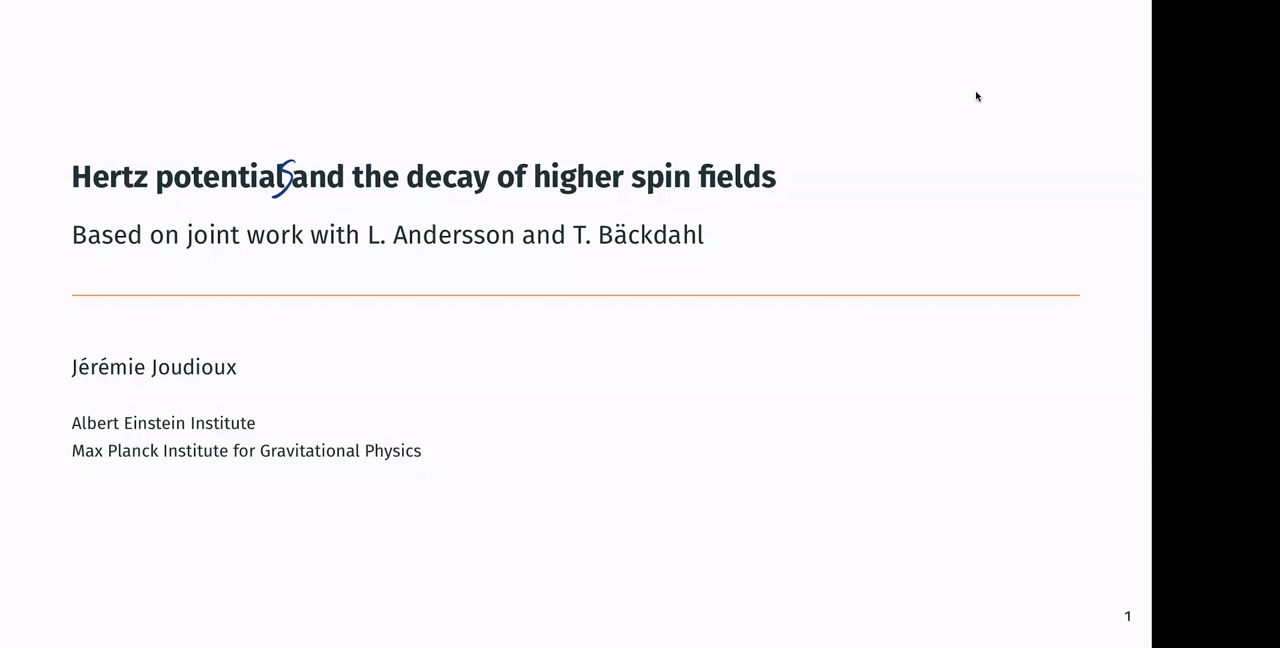 Hertz potentials and the decay of higher spin fields
Based on joint work with L. Andersson and T. Bäckdahl
Jérémie Joudioux
Albert Einstein Institute
Max Planck Institute for Gravitational Physics
1